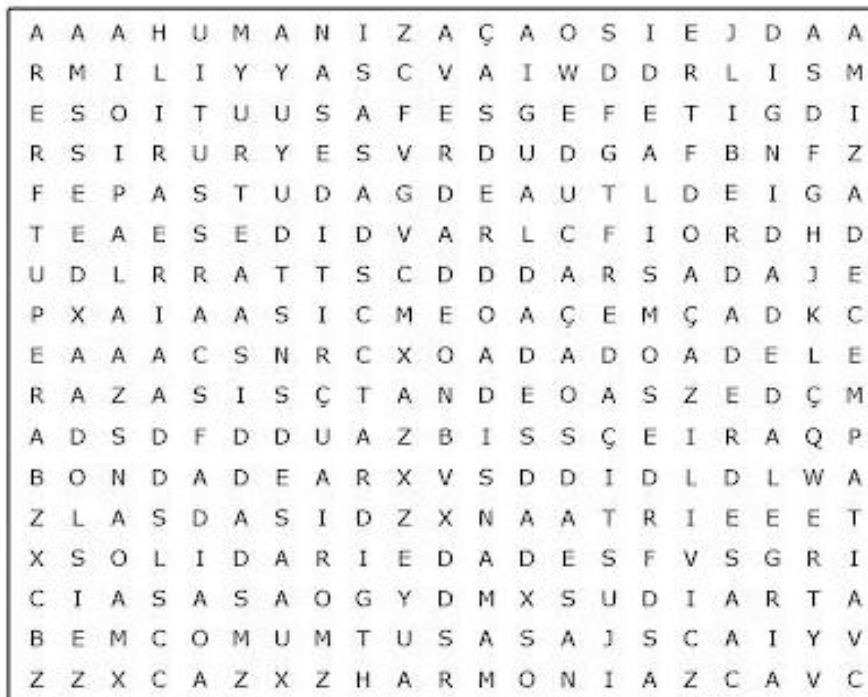 A A A H U M A N I Z A Ç A O S I E J D A A
R M I L I Y Y A S C V A I W D D R L I S M
E S O I T U U S A F E S G E F E T I G D I
R S I R U R Y E S V R D U D G A F B N F Z
F E P A S T U D A G D E A U T L D E I G A
T E A E S E D I D V A R L C F I O R D H D
U D L R R A T T S C D D D A R S A D A J E
P X A I A A S I C M E O A Ç E M Ç A D K C
E A A A C S N R C X O A D A D O A D E L E
R A Z A S I S Ç T A N D E O A S Z E D Ç M
A D S D F D D U A Z B I S S Ç E I R A Q P
B O N D A D E A R X V S D D I D L D L W A
Z L A S D A S I D Z X N A A T R I E E E T
X S O L I D A R I E D A D E S F V S G R I
C I A S A S A O G Y D M X S U D I A R T A
B E M C O M U M T U S A S A J S C A I Y V
Z Z X C A Z X Z H A R M O N I A Z C A V C